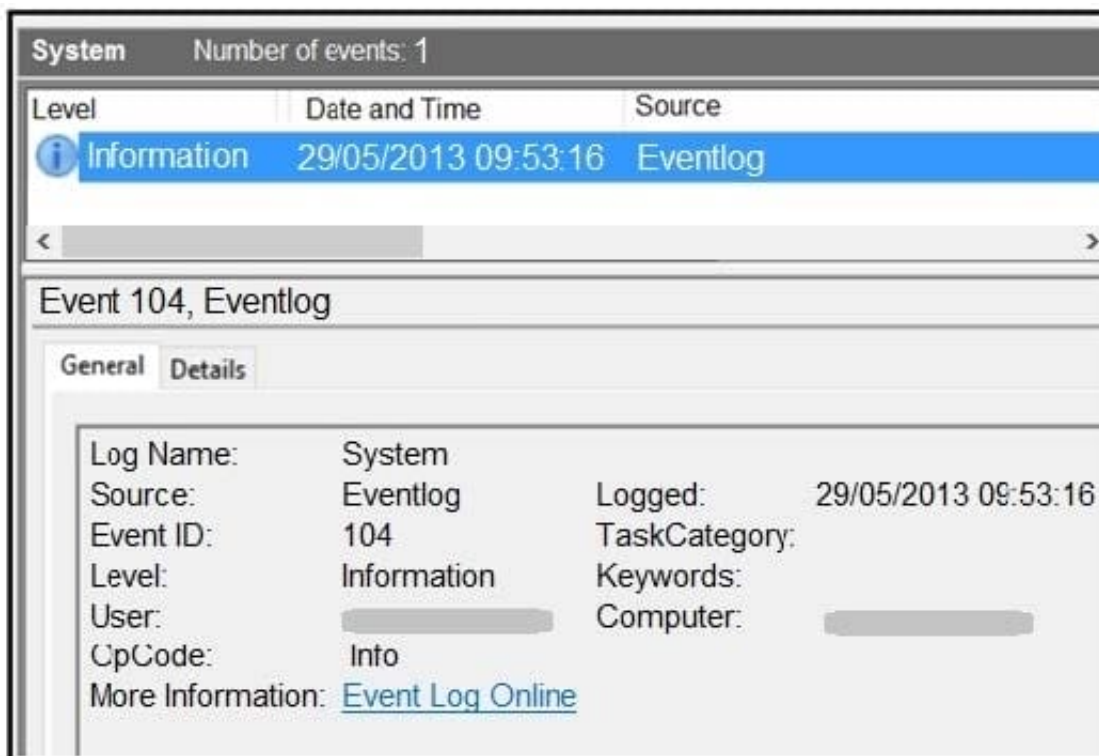 System Number of events: 1
Level Date and Time Source
Information 29/05/2013 09:53:16 Eventlog
Event 104, Eventlog
General Details
Log Name: System
Source: Eventlog Logged: 29/05/2013 09:53:16
Event ID: 104 TaskCategory:
Level: Information Keywords:
User: Computer:
OpCode: Info
More Information: Event Log Online